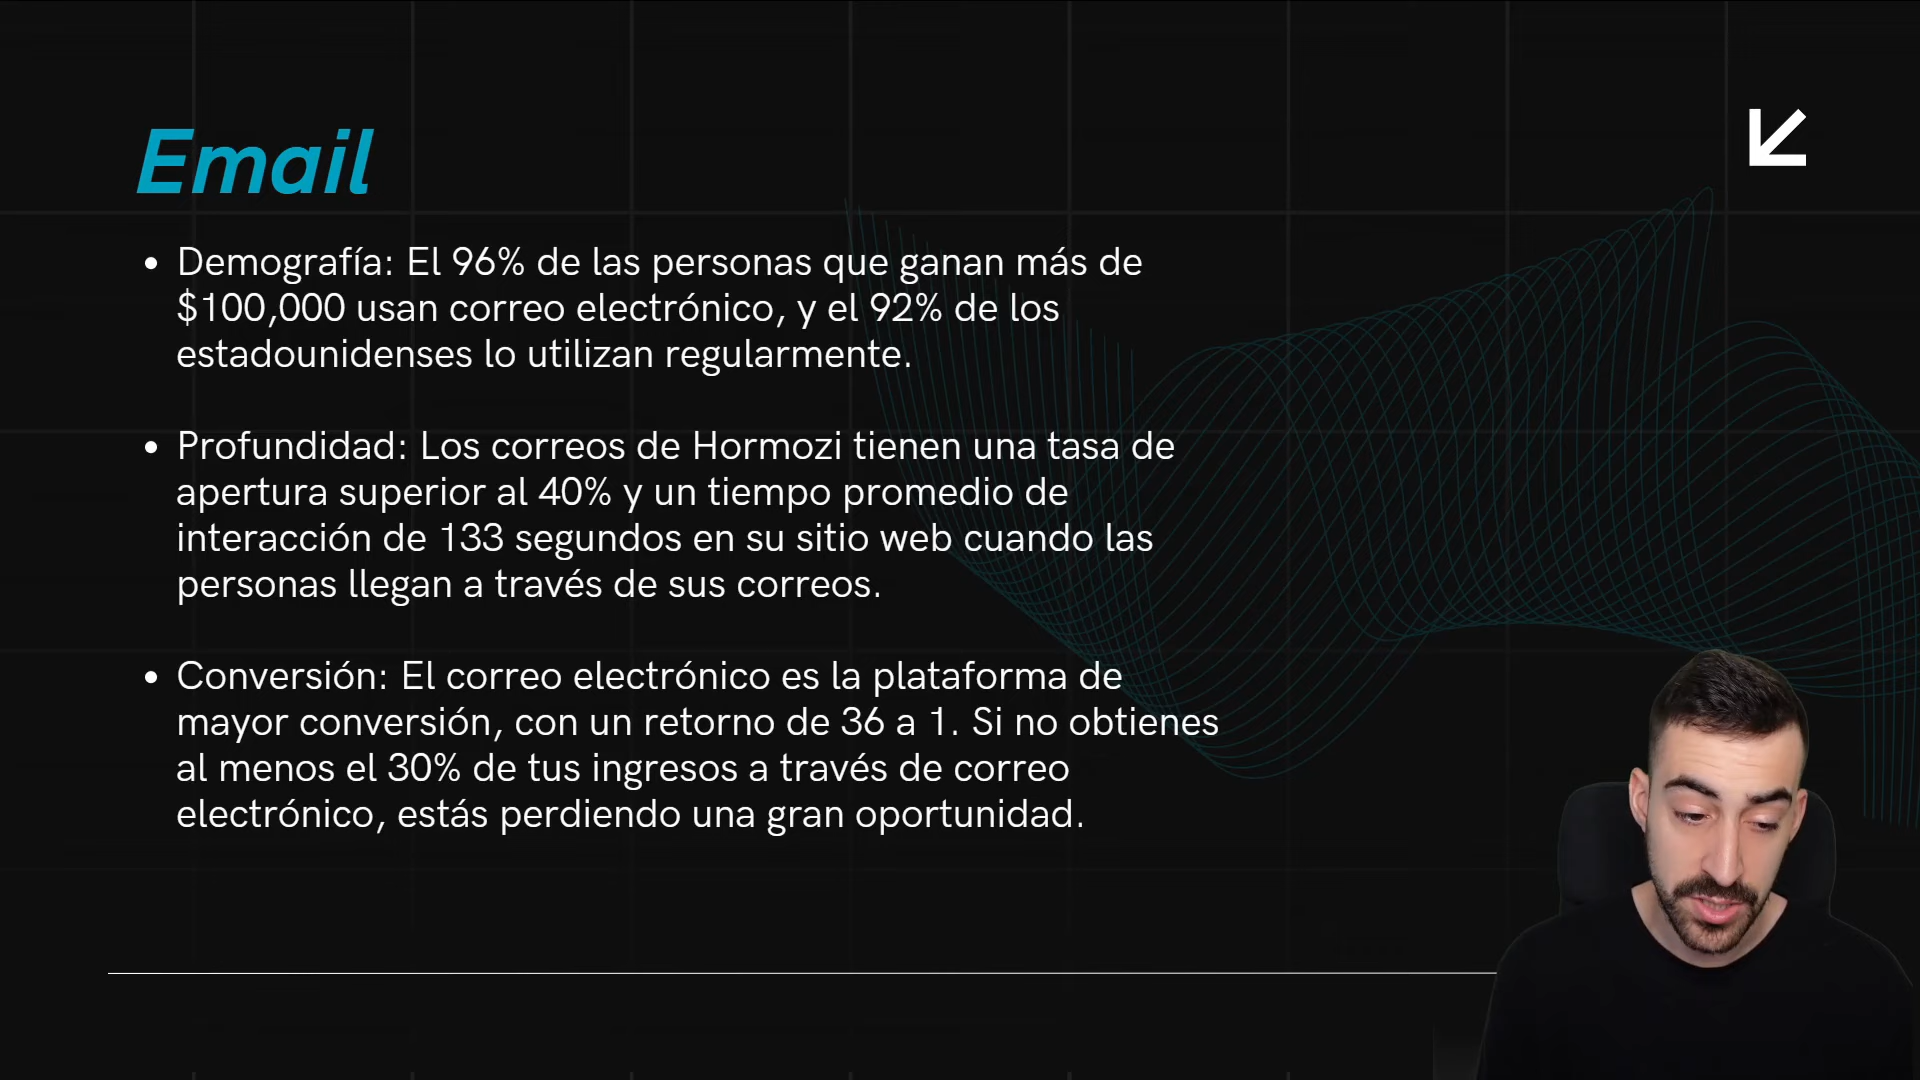 Email
• Demografía: El 96% de las personas que ganan más de
$100,000 usan correo electrónico, y el 92% de los
estadounidenses lo utilizan regularmente.
• Profundidad: Los correos de Hormozi tienen una tasa de
apertura superior al 40% y un tiempo promedio de
interacción de 133 segundos en su sitio web cuando las
personas llegan a través de sus correos.
• Conversión: El correo electrónico es la plataforma de
mayor conversión, con un retorno de 36 a 1. Si no obtienes
al menos el 30% de tus ingresos a través de correo
electrónico, estás perdiendo una gran oportunidad.